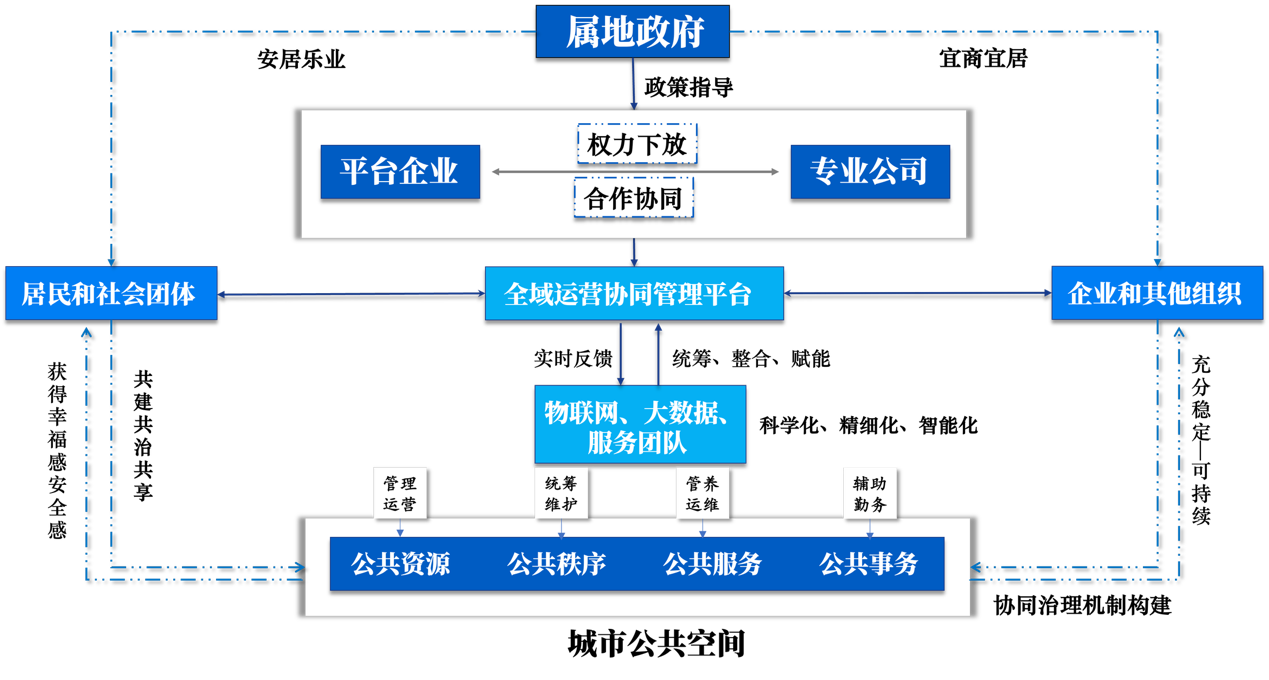 属地政府
安居乐业
宜商宜居
政策指导
权力下放
平台企业
专业公司
合作协同
居民和社会团体
全域运营协同管理平台
企业和其他组织
实时反馈
统筹、整合、赋能
获得幸福感安全感
共建共治共享
充分稳定—可持续
物联网、大数据、
服务团队
科学化、精细化、智能化
管理
运营
统筹
维护
管养
运维
辅助
勤务
公共资源
公共秩序
公共服务
公共事务
协同治理机制构建
城市公共空间